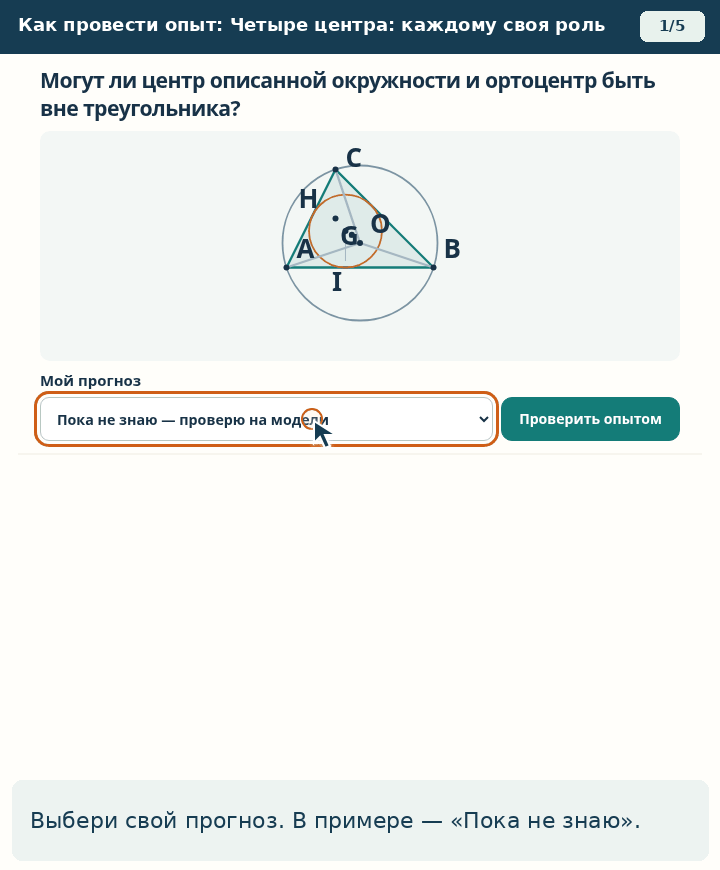 Как провести опыт: Четыре центра: каждому своя роль
1/5
Могут ли центр описанной окружности и ортоцентр быть
вне треугольника?
C
H
O
G
A
B
I
Мой прогноз
Пока не знаю — проверю на модели
Проверить опытом
Выбери свой прогноз. В примере — «Пока не знаю».